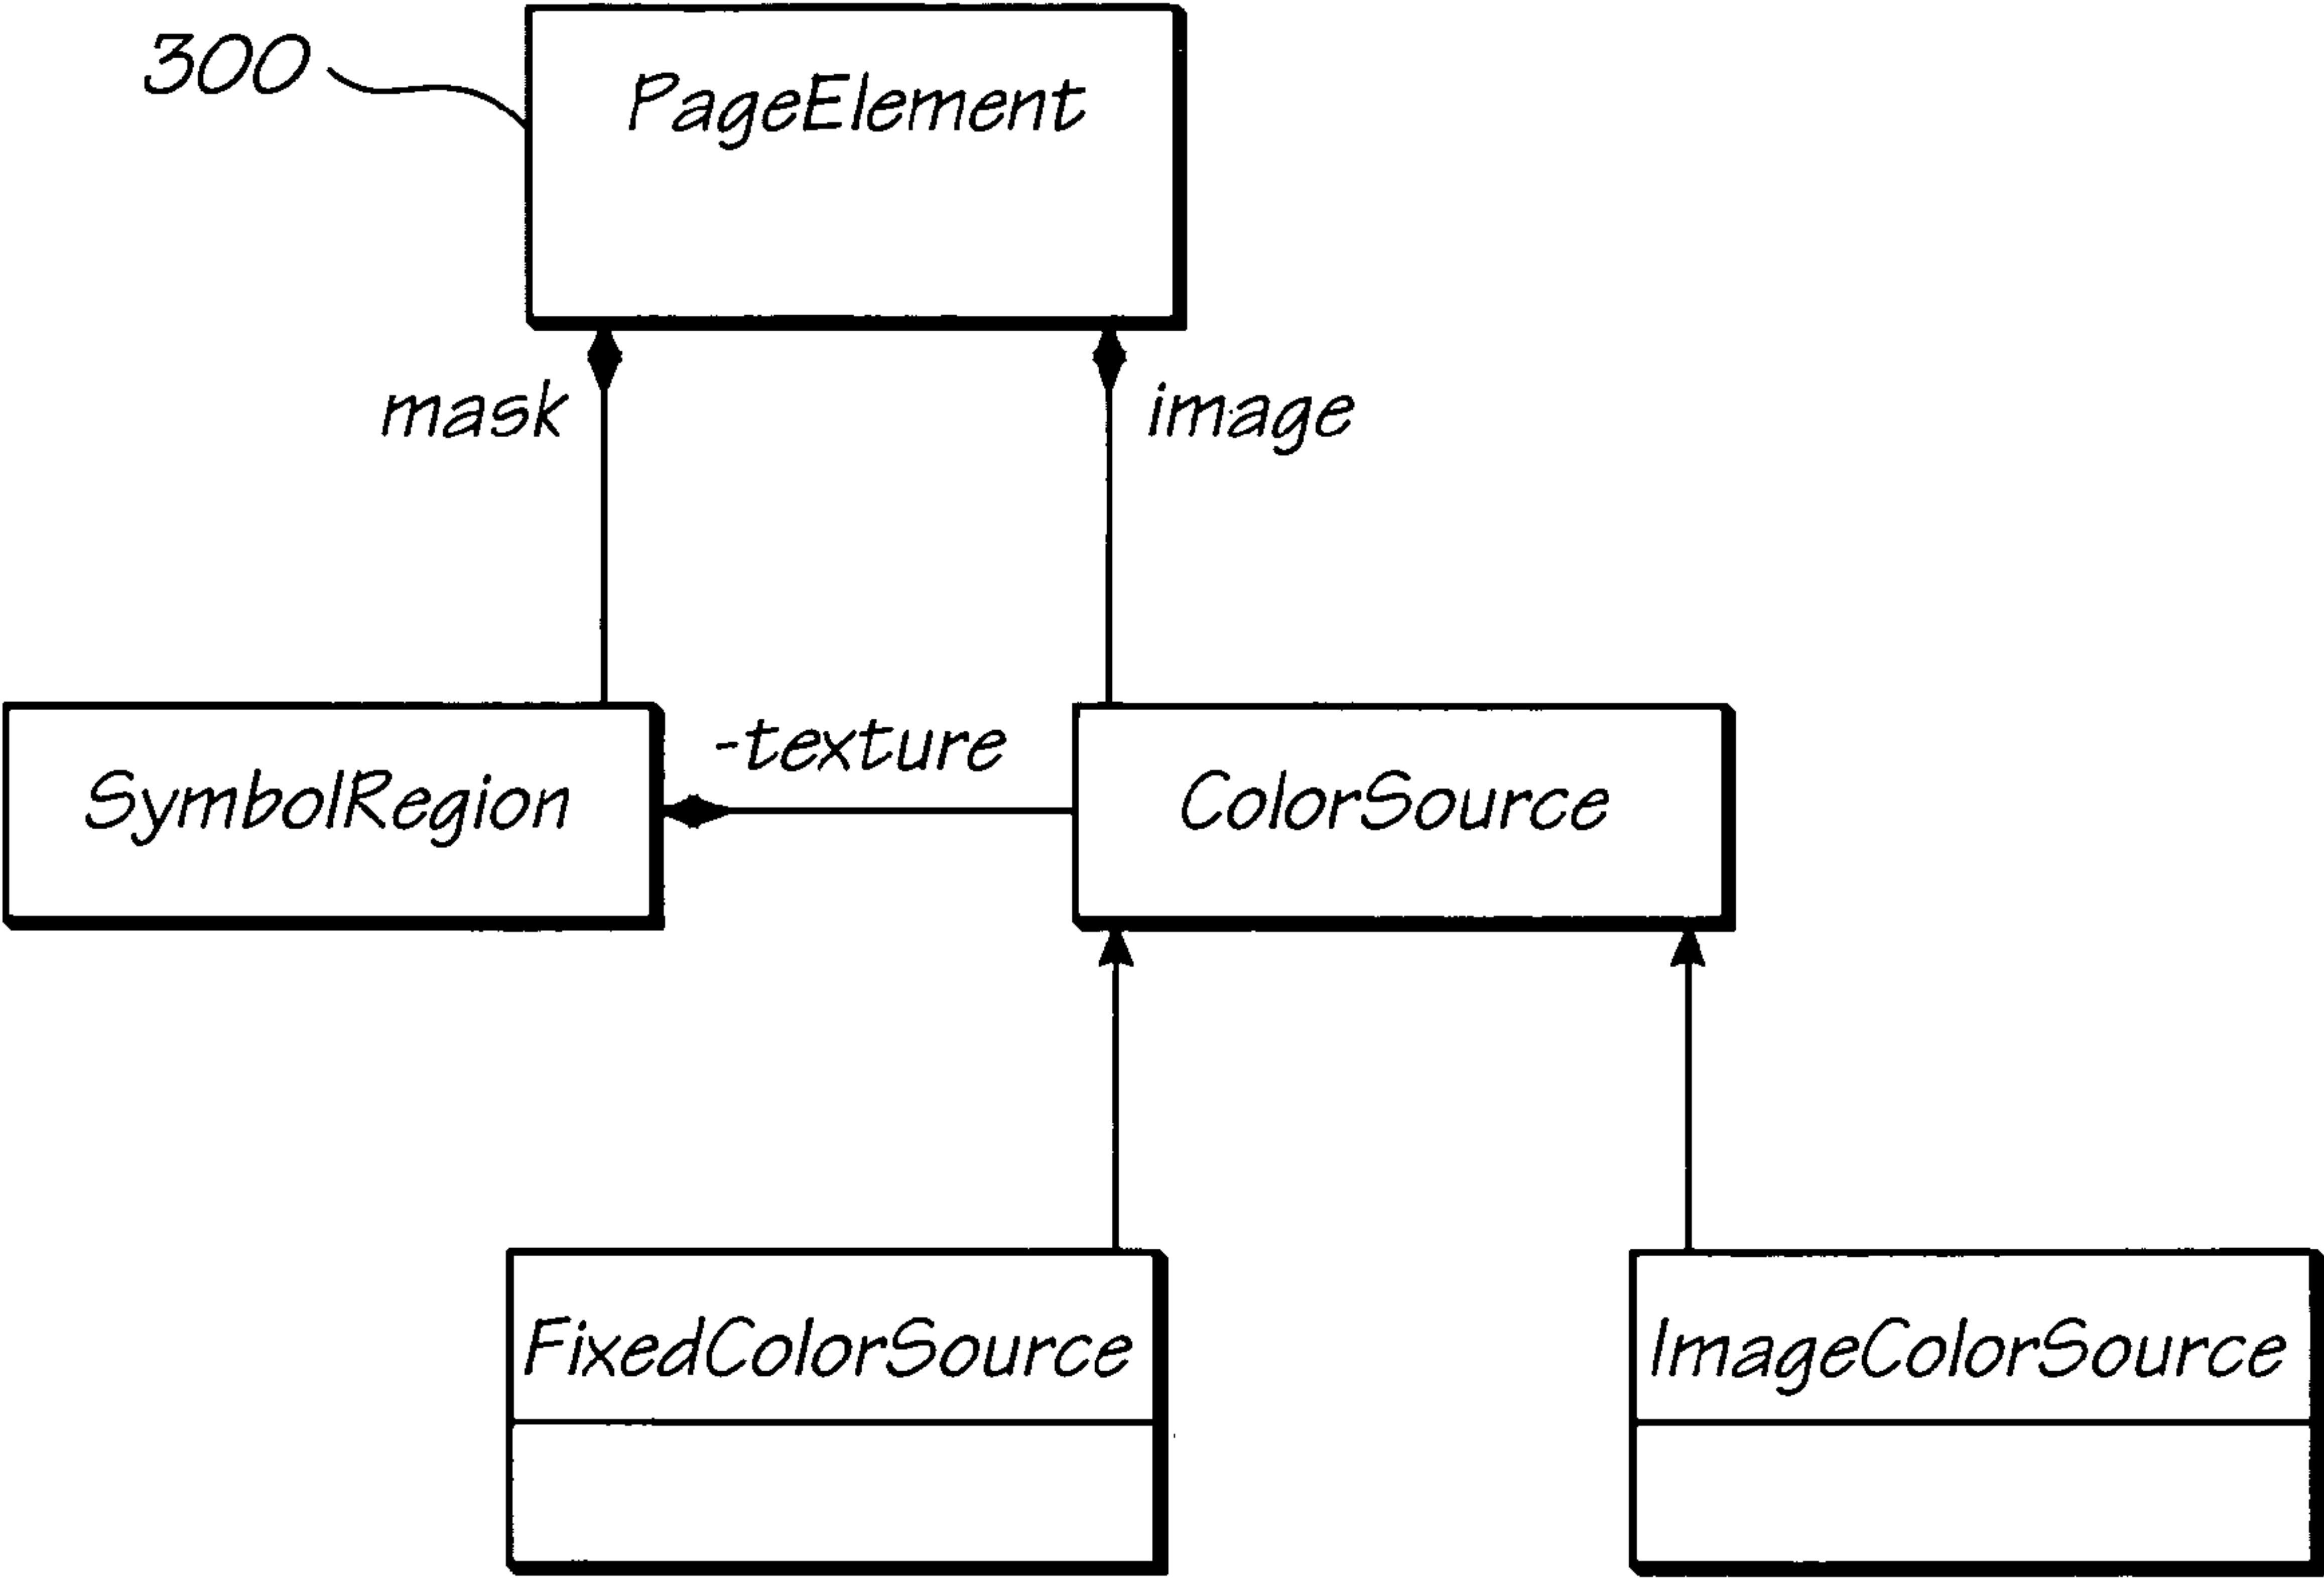 300
PageElement
mask
image
SymbolRegion
-texture
ColorSource
FixedColorSource
ImageColorSource